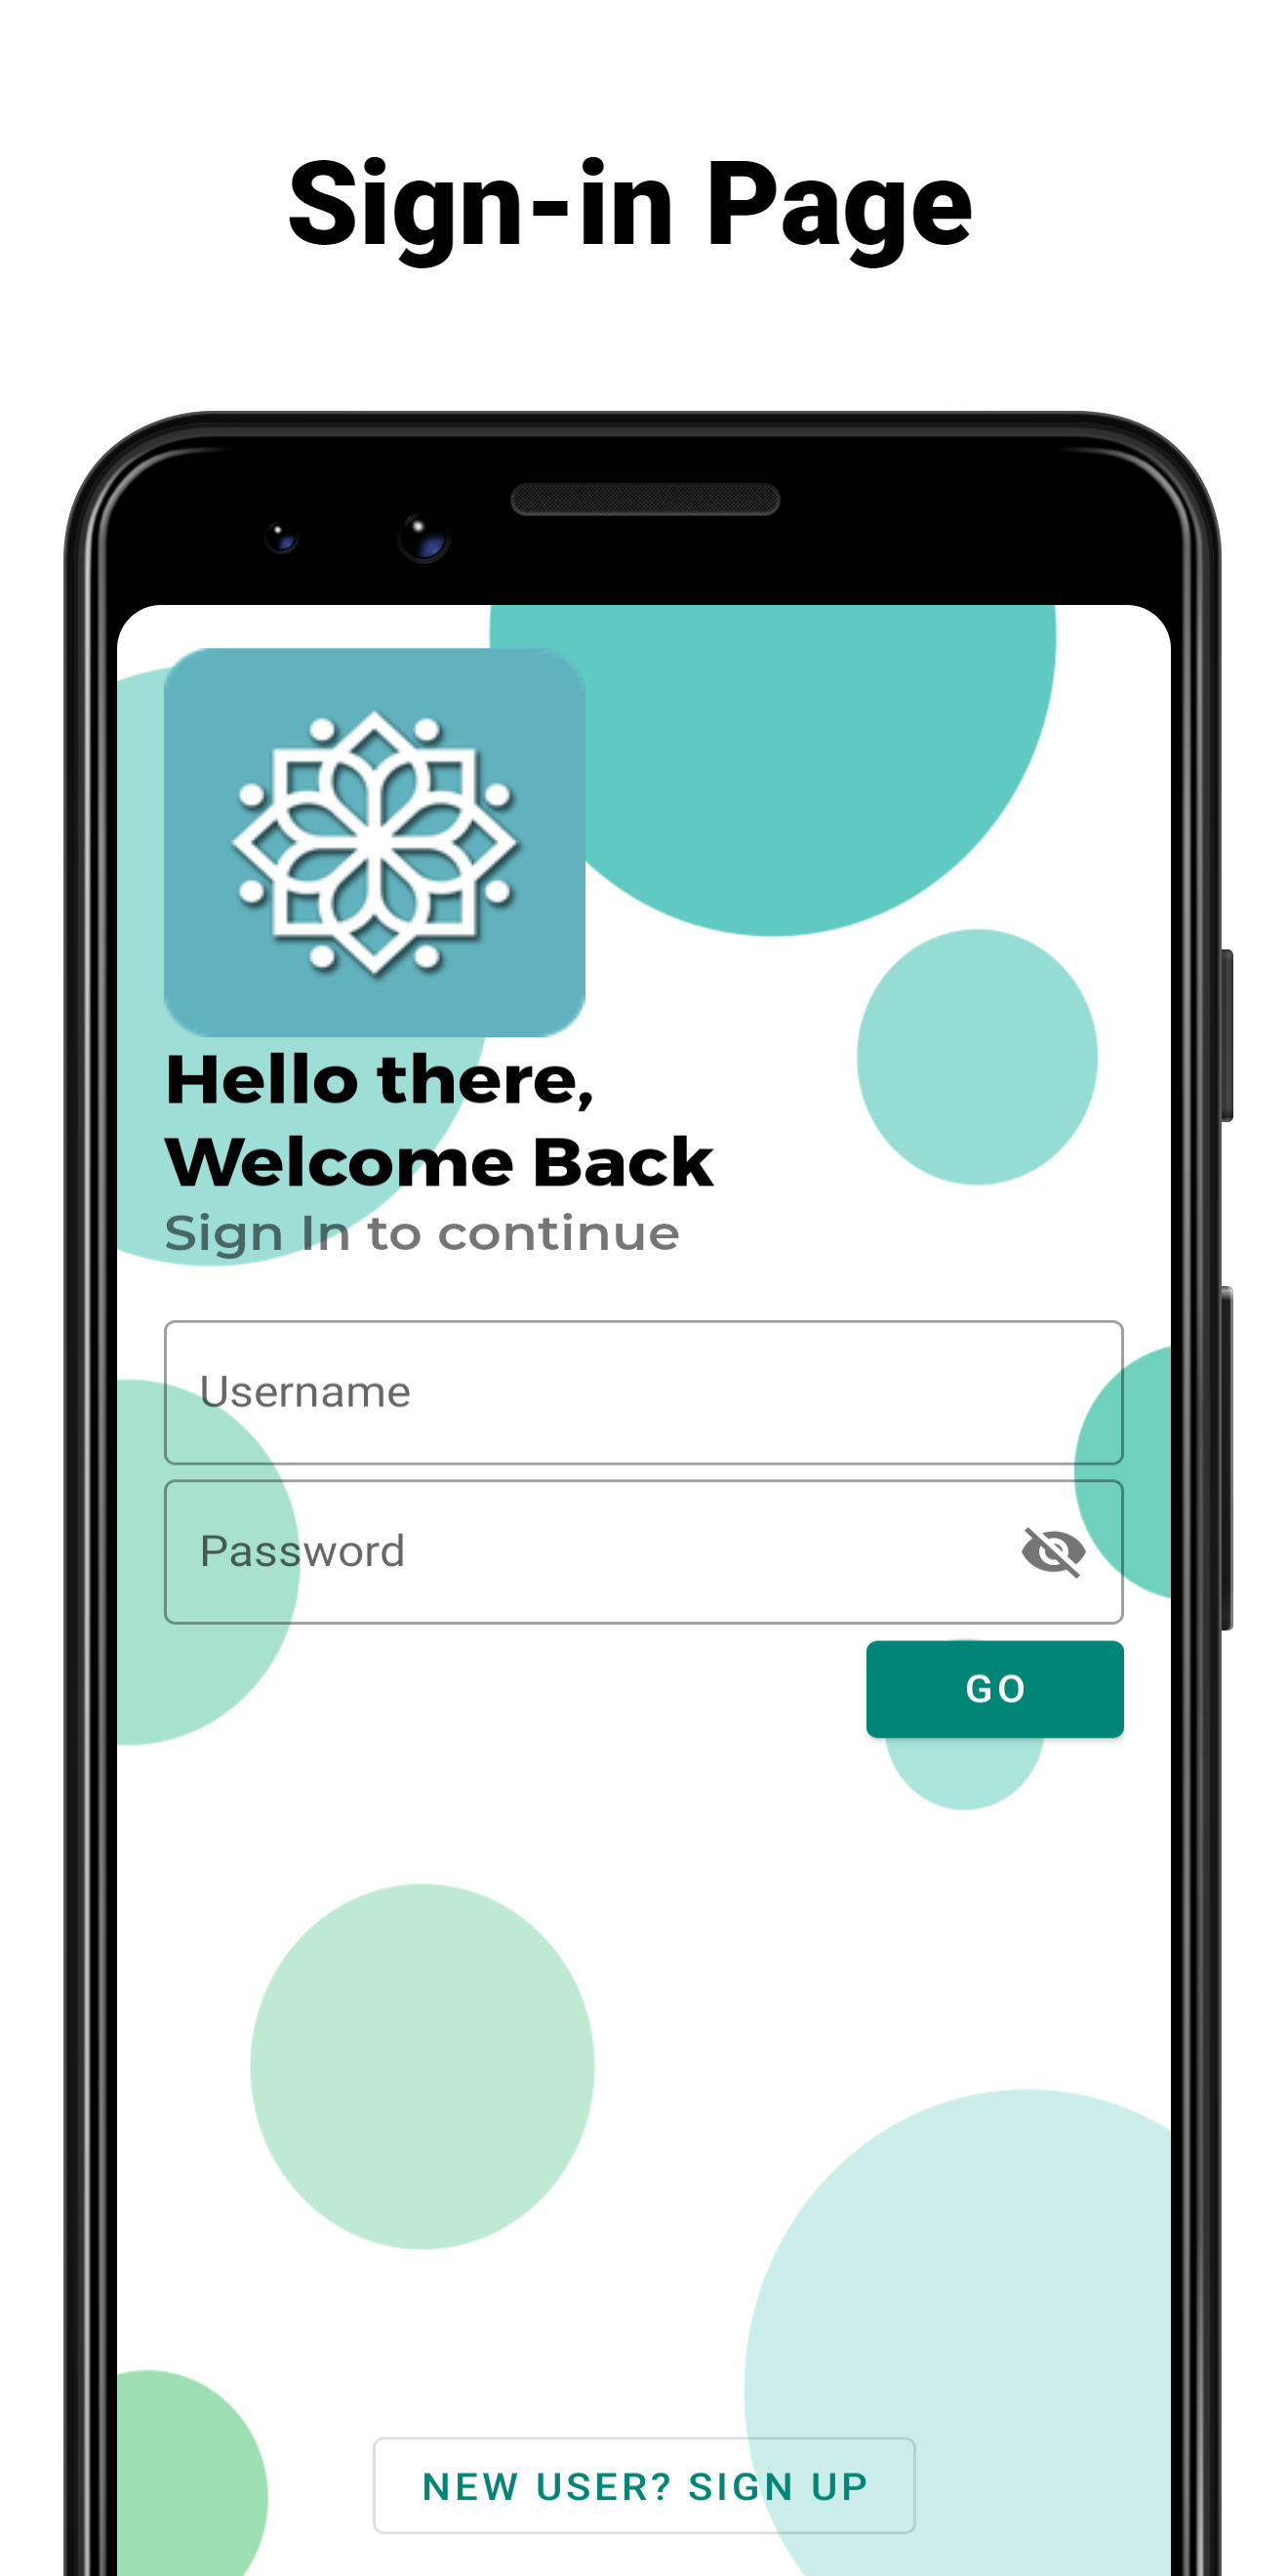 Sign-in Page
Hello there,
Welcome Back
Sign In to continue
Username
Password
GO
NEW USER? SIGN UP